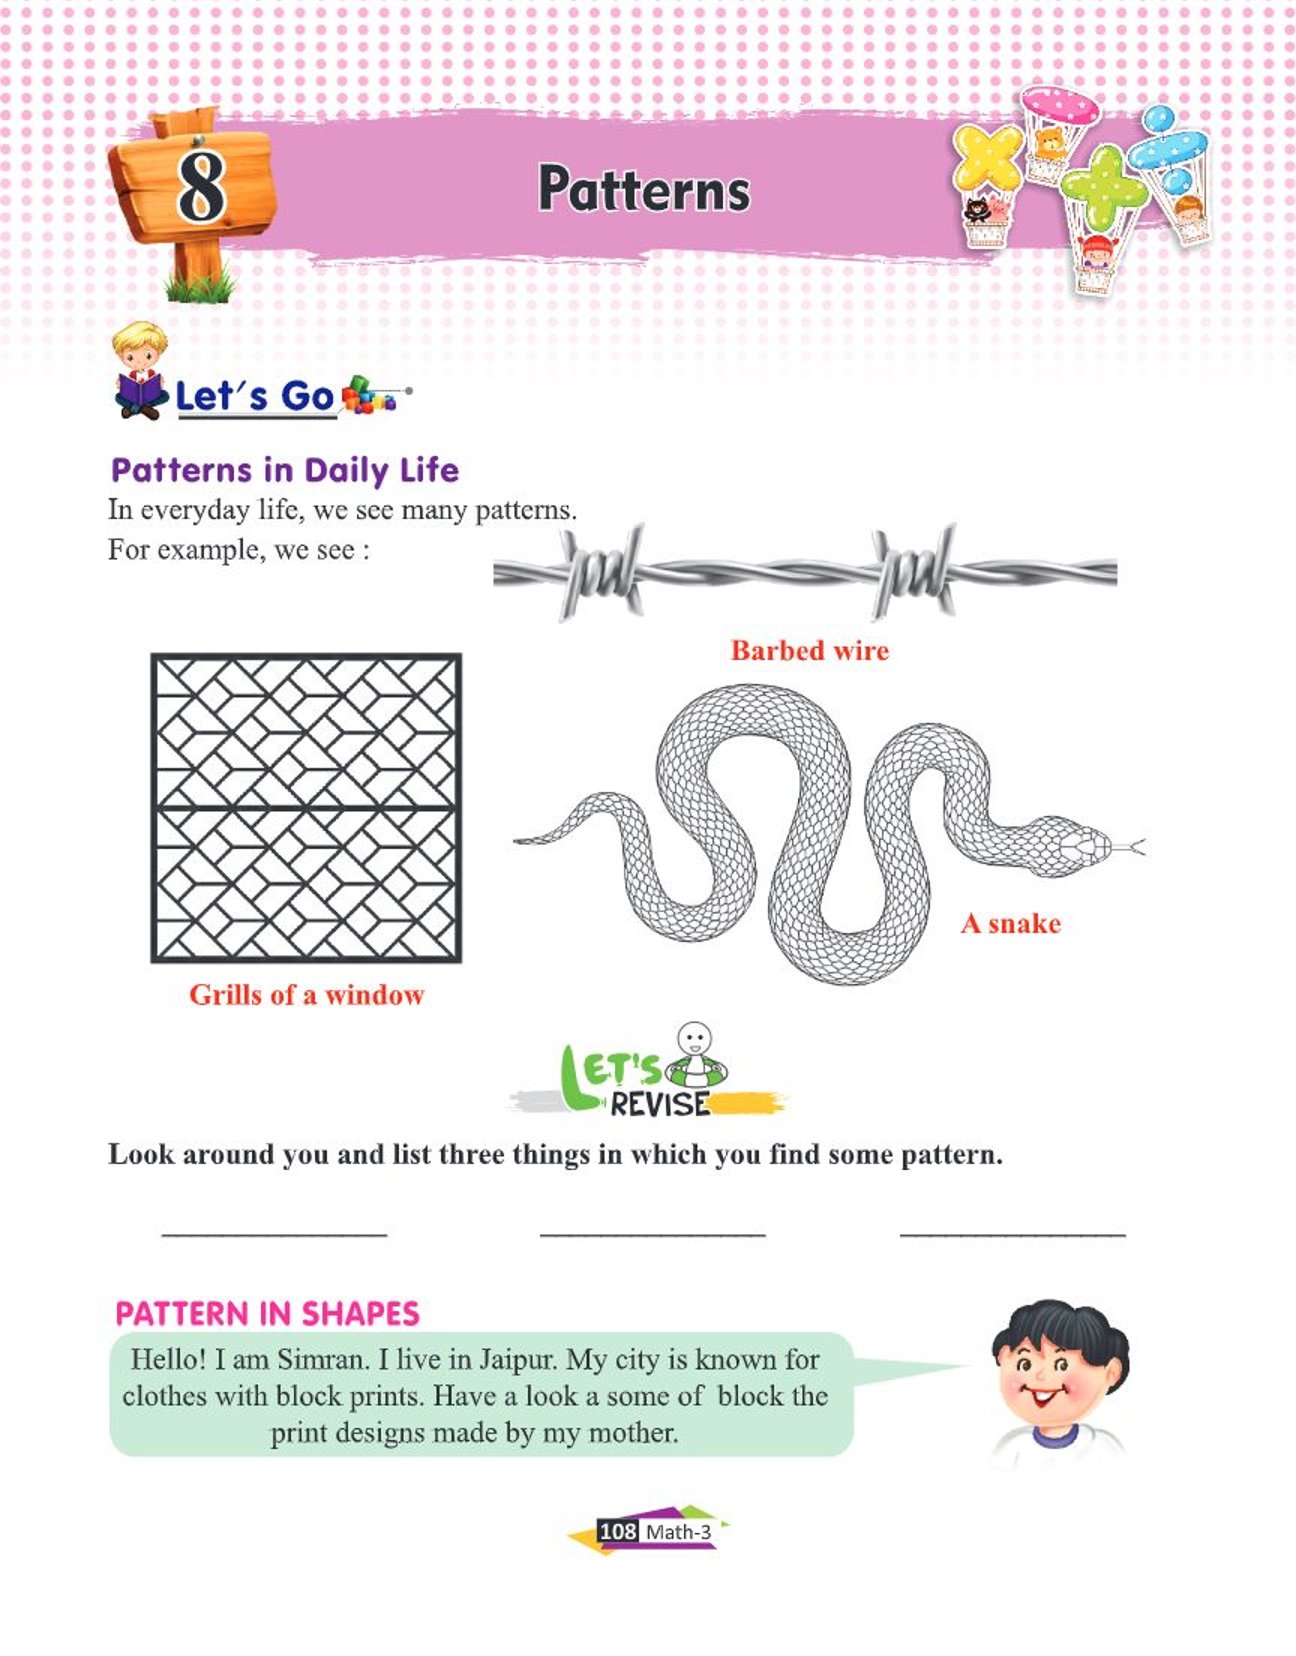 8
Patterns
Let's Go
Patterns in Daily Life
In everyday life, we see many patterns.
For example, we see :
Barbed wire
A snake
Grills of a window
LET'S
REVISE
Look around you and list three things in which you find some pattern.
PATTERN IN SHAPES
Hello! I am Simran. I live in Jaipur. My city is known for
clothes with block prints. Have a look a some of block the
print designs made by my mother.
108 Math-3